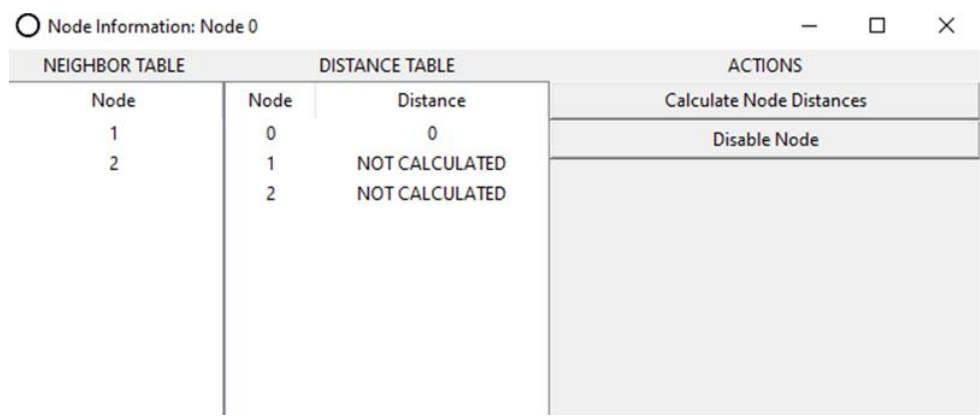 Node Information: Node 0
NEIGHBOR TABLE DISTANCE TABLE ACTIONS
Node Node Distance Calculate Node Distances
1 0 0 Disable Node
2 1 NOT CALCULATED
2 NOT CALCULATED